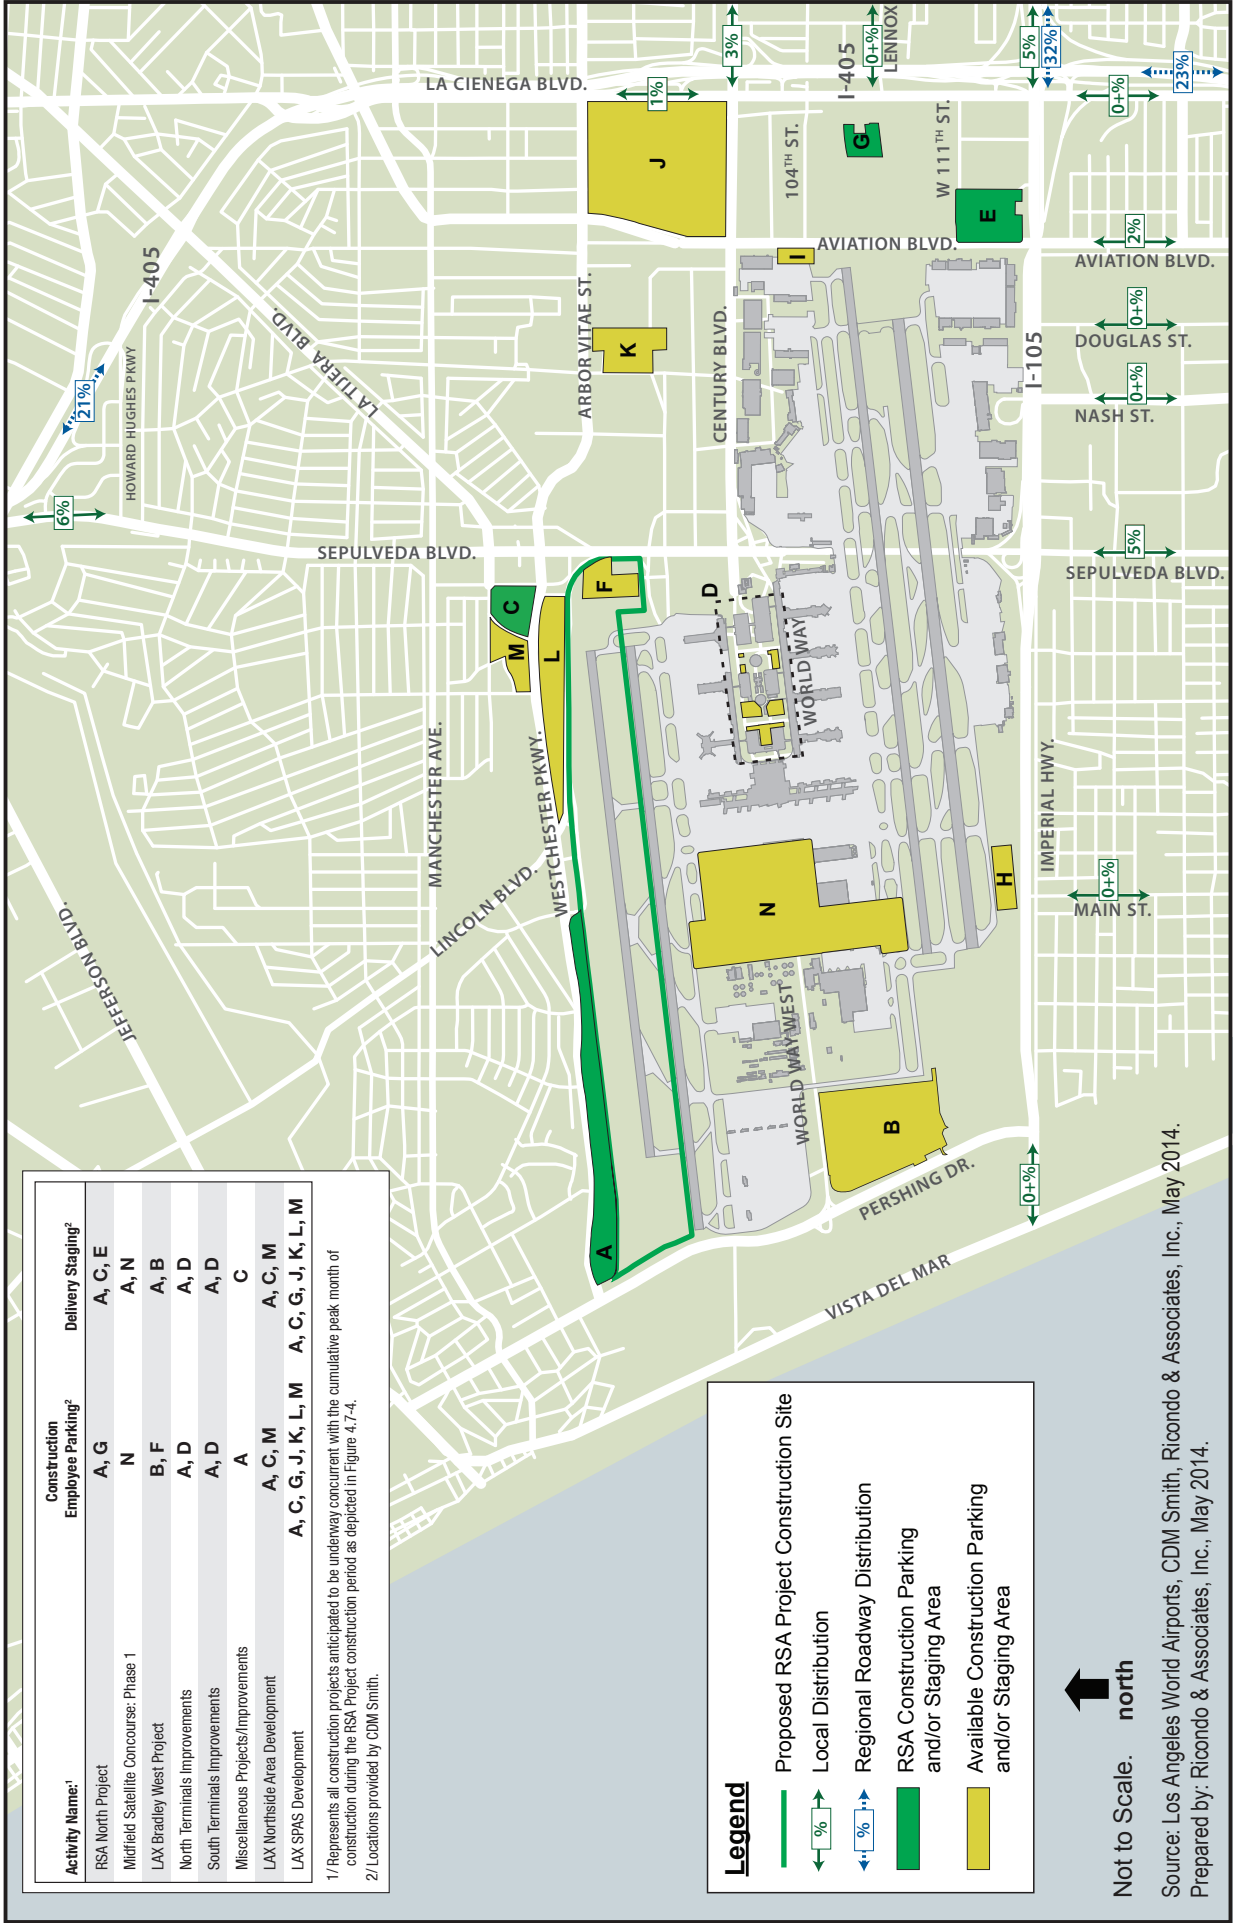 Activity Name:1
Construction
Employee Parking2
Delivery Staging2
RSA North Project A, G A, C, E
Midfield Satellite Concourse: Phase 1 N A, N
LAX Bradley West Project B, F A, B
North Terminals Improvements A, D A, D
South Terminals Improvements A, D A, D
Miscellaneous Projects/Improvements A C
LAX Northside Area Development A, C, M A, C, M
LAX SPAS Development A, C, G, J, K, L, M A, C, G, J, K, L, M
1/ Represents all construction projects anticipated to be underway concurrent with the cumulative peak month of
construction during the RSA Project construction period as depicted in Figure 4.7-4.
2/ Locations provided by CDM Smith.
JEFFERSON BLVD.
LINCOLN BLVD.
MANCHESTER AVE.
WESTCHESTER PKWY.
SEPULVEDA BLVD.
6%
21%
HOWARD HUGHES PKWY
I-405
LA TIJERA BLVD.
LA CIENEGA BLVD.
ARBOR VITAE ST.
1%
3%
CENTURY BLVD.
104TH ST.
I-405
0+%
LENNOX
W 111TH ST.
5%
32%
23%
0+%
AVIATION BLVD.
2%
AVIATION BLVD.
0+%
DOUGLAS ST.
I-105
0+%
NASH ST.
5%
SEPULVEDA BLVD.
IMPERIAL HWY.
0+%
MAIN ST.
0+%
WORLD WAY
WORLD WAY WEST
PERSHING DR.
VISTA DEL MAR
A
B
C
D
E
F
G
H
I
J
K
L
M
N
Legend
Proposed RSA Project Construction Site
% Local Distribution
% Regional Roadway Distribution
RSA Construction Parking
and/or Staging Area
Available Construction Parking
and/or Staging Area
Not to Scale. north
Source: Los Angeles World Airports, CDM Smith, Ricondo & Associates, Inc., May 2014.
Prepared by: Ricondo & Associates, Inc., May 2014.